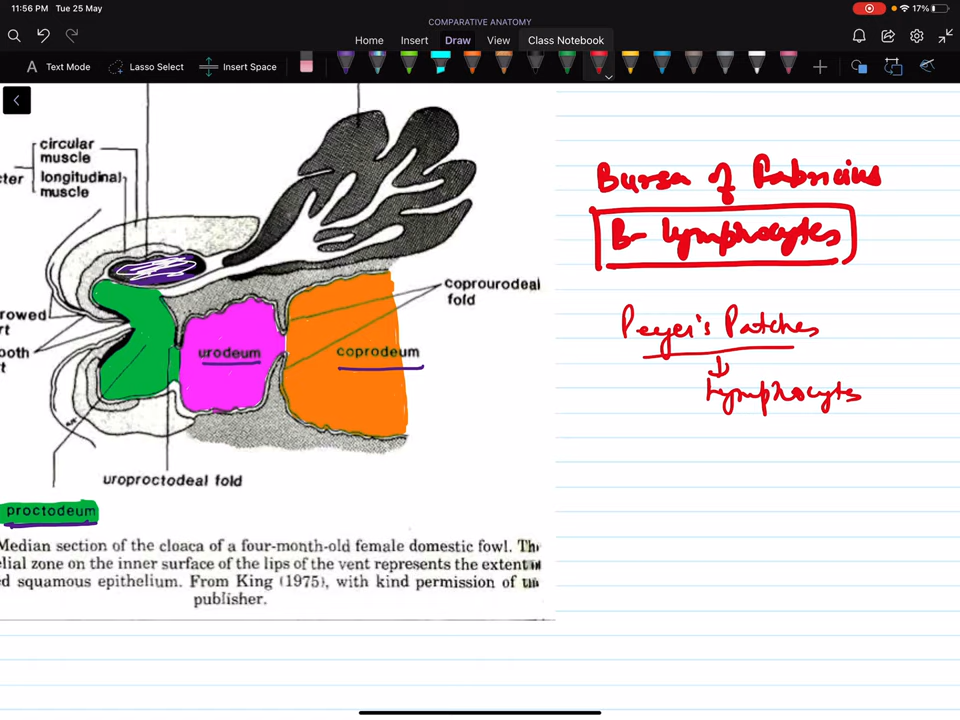 11:56 PM Tue 25 May
17%
COMPARATIVE ANATOMY
Home Insert Draw View Class Notebook
Text Mode Lasso Select Insert Space
circular
muscle
cter
longitudinal
muscle
rowed
rt
ooth
t
coprourodeal
fold
urodeum
coprodeum
uroproctodeal fold
proctodeum
Median section of the cloaca of a four-month-old female domestic fowl. Th
elial zone on the inner surface of the lips of the vent represents the extent
d squamous epithelium. From King (1975), with kind permission of
publisher.
Bursa of Fabricius
B- Lymphocytes
Peyer's Patches
Lymphocytes